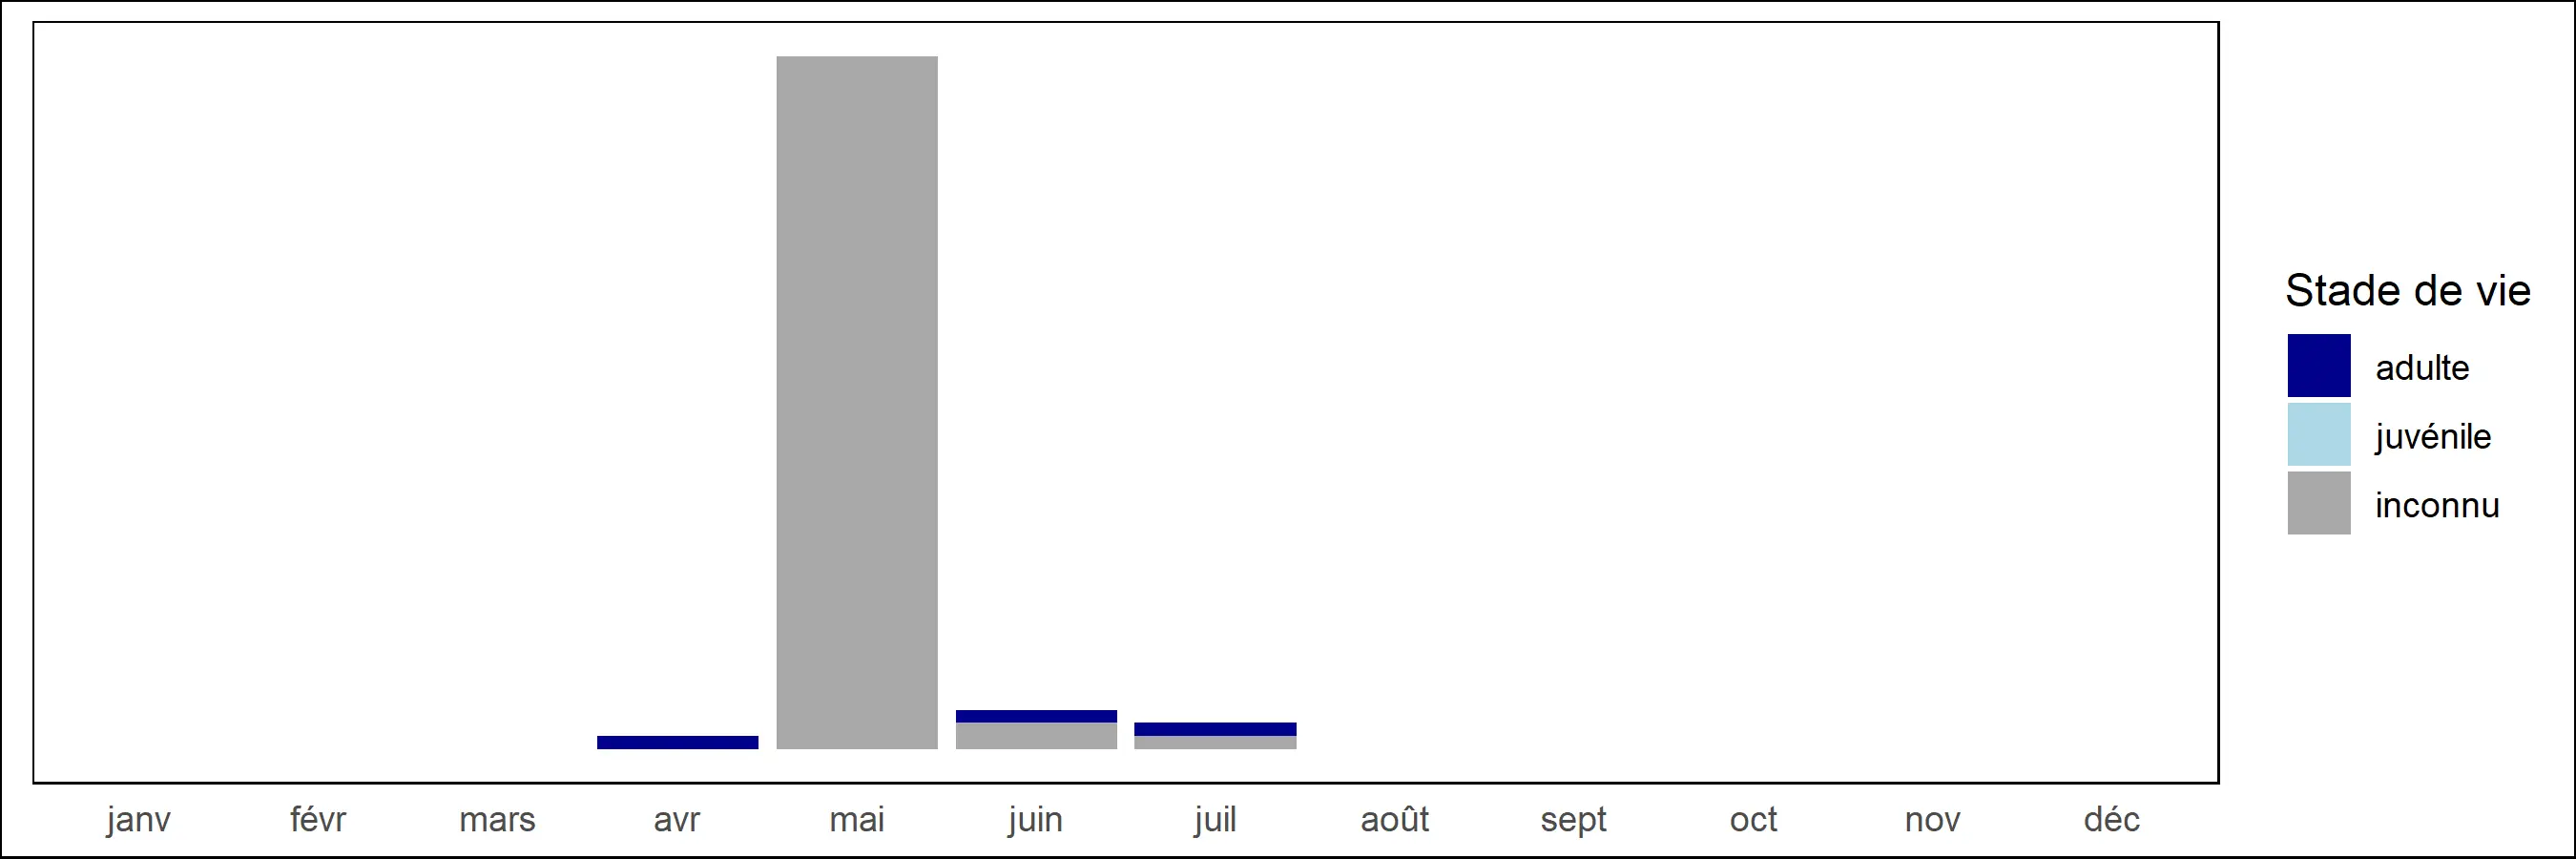 Stade de vie
adulte
juvénile
inconnu
janv févr mars avr mai juin juil août sept oct nov déc